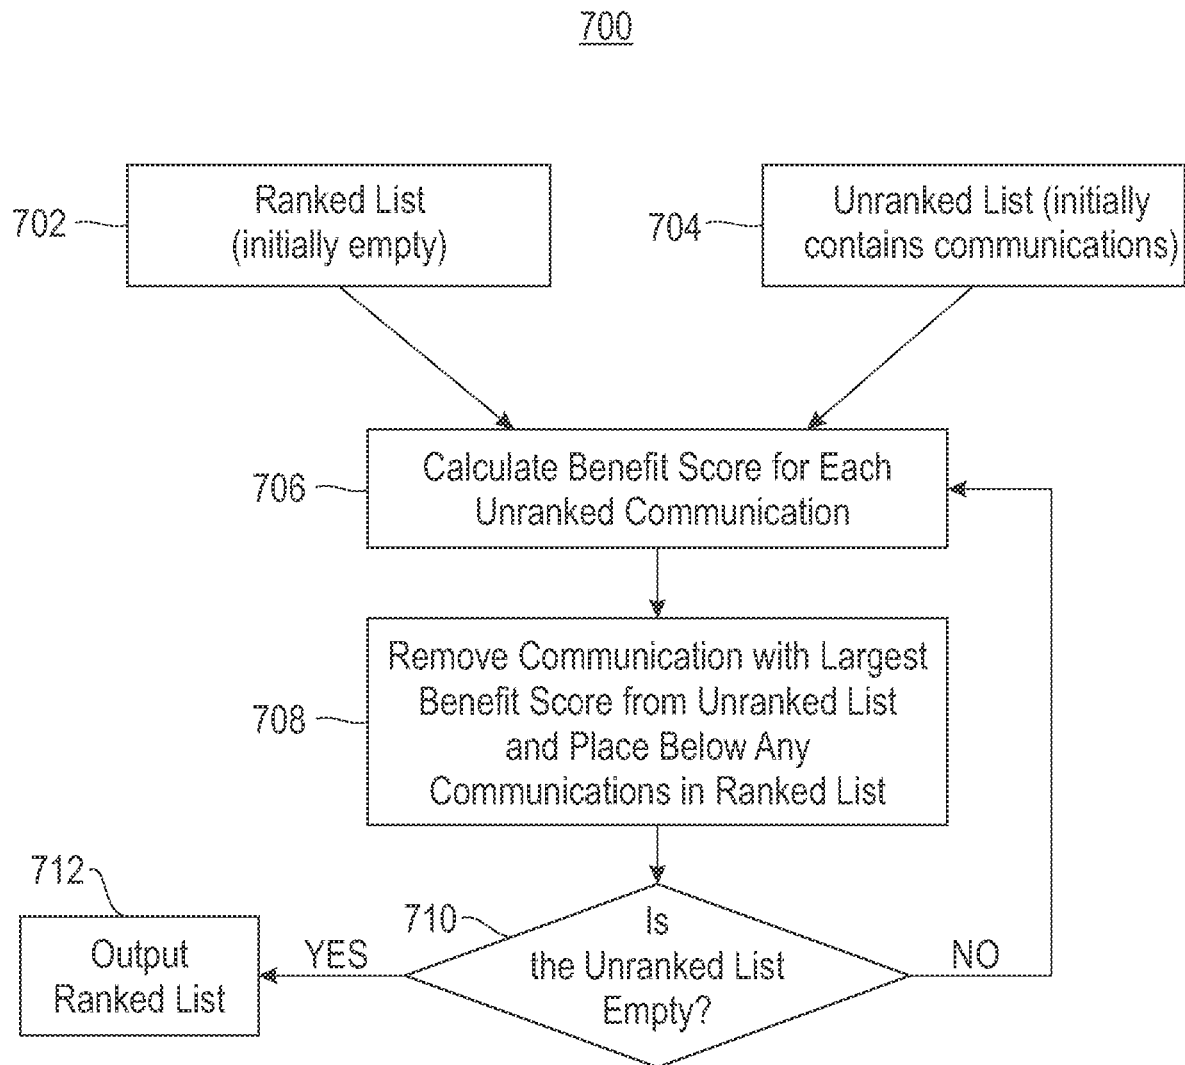 700
702
Ranked List
(initially empty)
704
Unranked List (initially
contains communications)
706
Calculate Benefit Score for Each
Unranked Communication
708
Remove Communication with Largest
Benefit Score from Unranked List
and Place Below Any
Communications in Ranked List
712
Output
Ranked List
YES
710
Is
the Unranked List
Empty?
NO